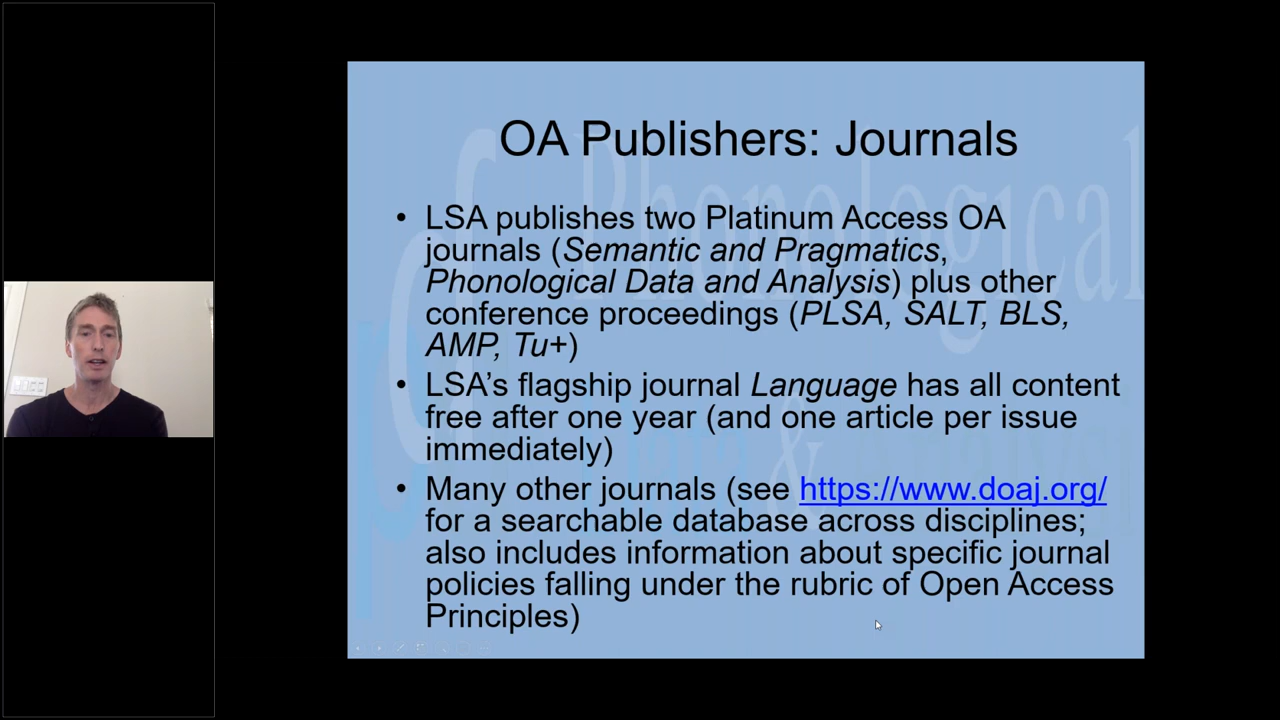 OA Publishers: Journals
• LSA publishes two Platinum Access OA
journals (Semantic and Pragmatics,
Phonological Data and Analysis) plus other
conference proceedings (PLSA, SALT, BLS,
AMP, Tu+)
• LSA's flagship journal Language has all content
free after one year (and one article per issue
immediately)
• Many other journals (see https://www.doaj.org/
for a searchable database across disciplines;
also includes information about specific journal
policies falling under the rubric of Open Access
Principles)
Phonological
&